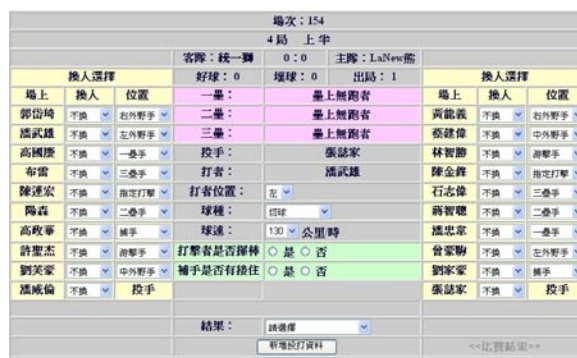 場次：154
4局 上半
客隊：統一獅 0：0 主隊：LaNew熊
換人選擇 好球：0 壞球：0 出局：1 換人選擇
場上 換人 位置 一壘： 壘上無跑者 場上 換人 位置
郭岱琦 不換 右外野手 二壘： 壘上無跑者 黃龍義 不換 右外野手
潘武雄 不換 左外野手 三壘： 壘上無跑者 蔡建偉 不換 中外野手
高國慶 不換 一壘手 投手： 張誌家 林智勝 不換 游擊手
布雷 不換 三壘手 打者： 潘武雄 陳金鋒 不換 指定打擊
陳連宏 不換 指定打擊 打者位置： 左 石志偉 不換 三壘手
陽森 不換 二壘手 球種： 蔣智聰 不換 二壘手
高政華 不換 捕手 球速： 130 公里/時 潘忠韋 不換 一壘手
許聖杰 不換 游擊手 打擊者是否揮棒 是 否 曾豪駒 不換 左外野手
劉芙豪 不換 中外野手 補手是否有接住 是 否 劉家豪 不換 捕手
潘威倫 不換 投手 張誌家 不換 投手
結果： 請選擇
新增投打資料 <<比賽結束>>